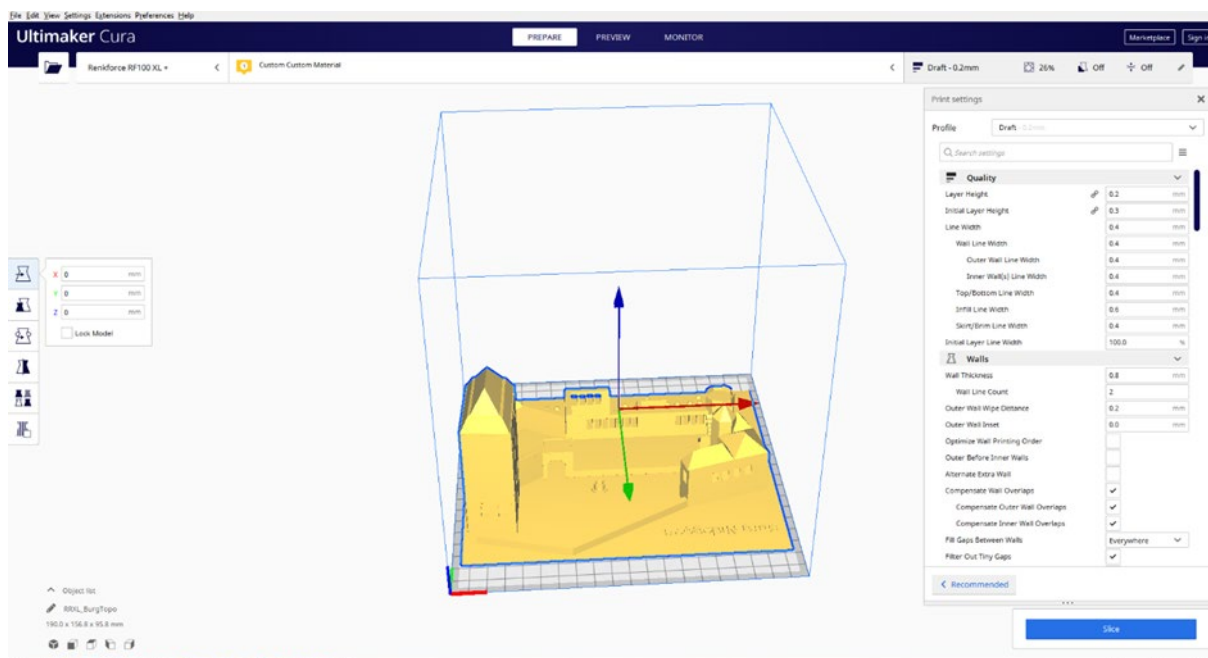 File Edit View Settings Extensions Preferences Help
Ultimaker Cura
PREPARE PREVIEW MONITOR
Marketplace Sign in
Renkforce RF100 XL +
Custom Custom Material
Draft - 0.2mm 26% Off Off
Print settings
Profile Draft - 0.2mm
Search settings
Quality
Layer Height 0.2 mm
Initial Layer Height 0.3 mm
Line Width 0.4 mm
Wall Line Width 0.4 mm
Outer Wall Line Width 0.4 mm
Inner Wall(s) Line Width 0.4 mm
Top/Bottom Line Width 0.4 mm
Infill Line Width 0.6 mm
Skirt/Brim Line Width 0.4 mm
Initial Layer Line Width 100.0 %
Walls
Wall Thickness 0.8 mm
Wall Line Count 2
Outer Wall Wipe Distance 0.2 mm
Outer Wall Inset 0.0 mm
Optimize Wall Printing Order
Outer Before Inner Walls
Alternate Extra Wall
Compensate Wall Overlaps
Compensate Outer Wall Overlaps
Compensate Inner Wall Overlaps
Fill Gaps Between Walls Everywhere
Filter Out Tiny Gaps
Recommended
Slice
X 0 mm
Y 0 mm
Z 0 mm
Lock Model
Object list
RRXL_BurgTopo
190.0 x 156.8 x 95.8 mm